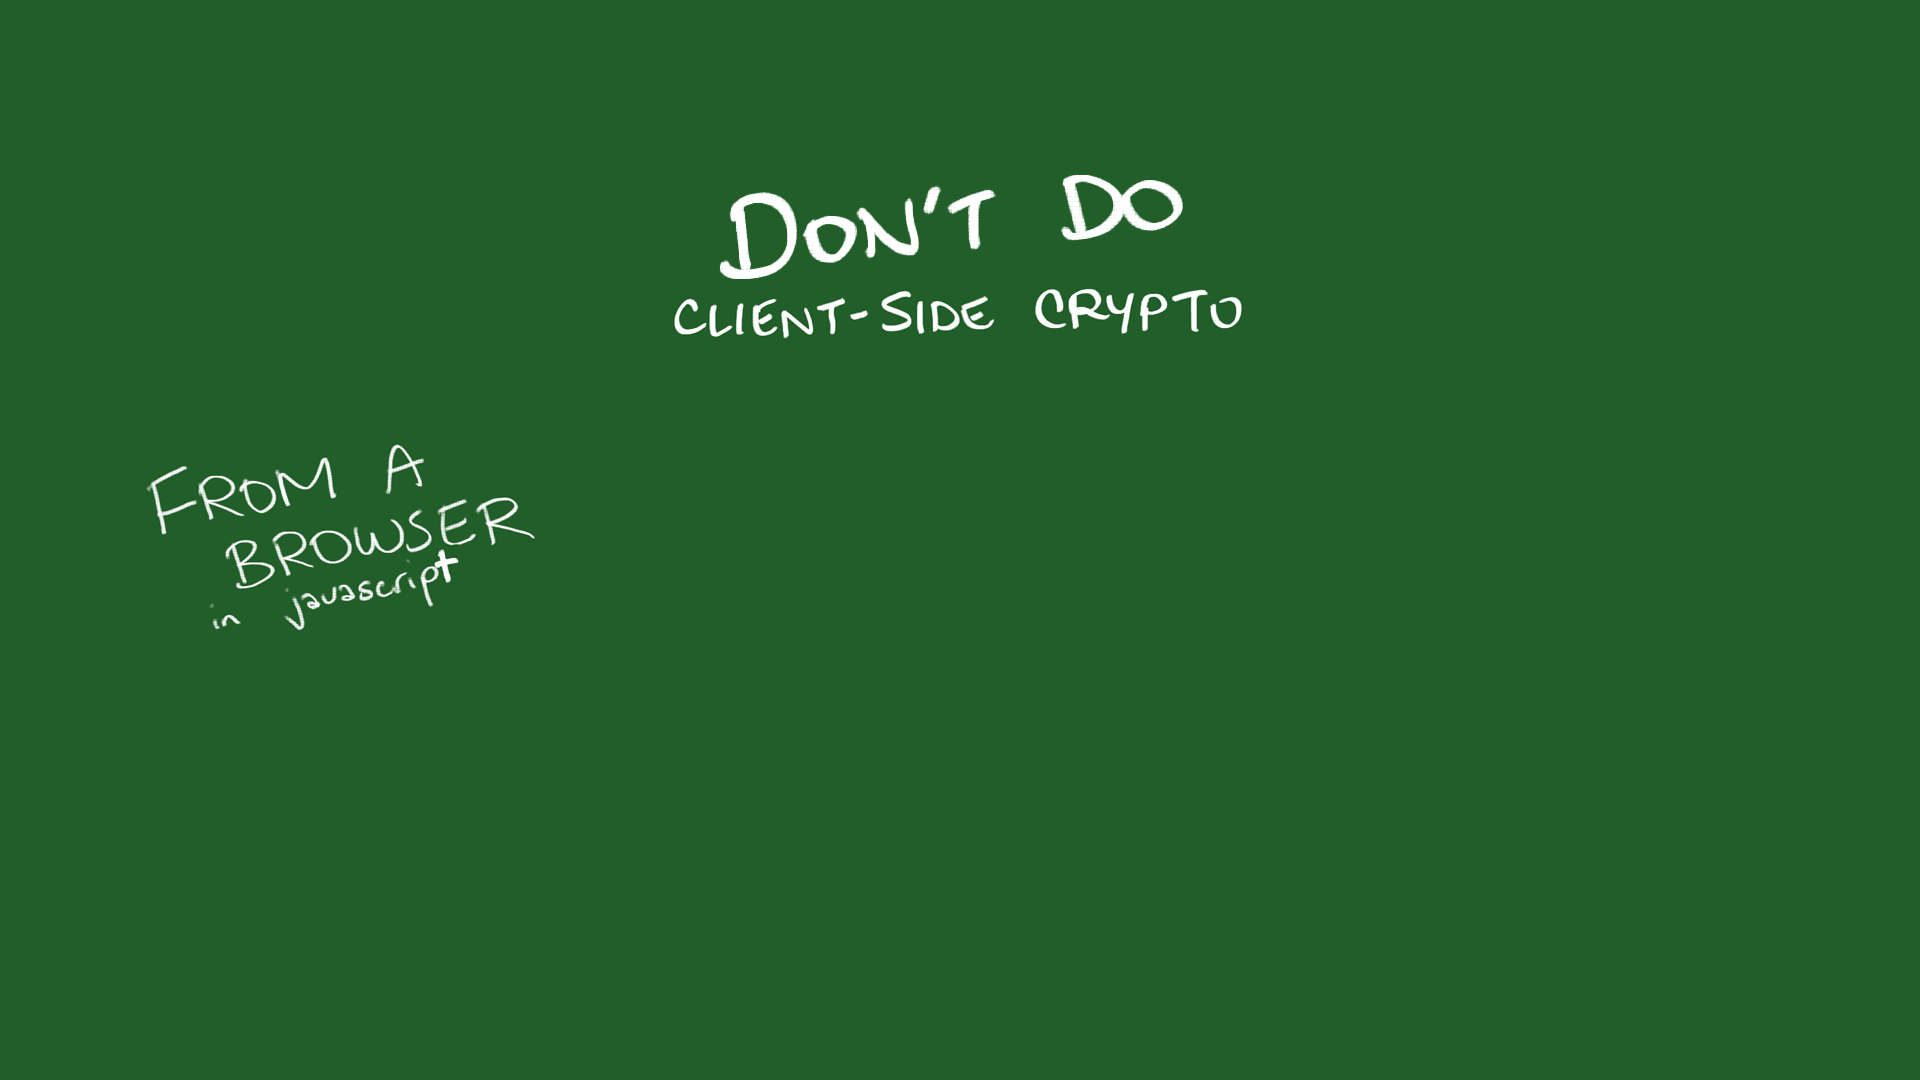 DON'T DO
CLIENT-SIDE CRYPTO
FROM A
BROWSER
in javascript